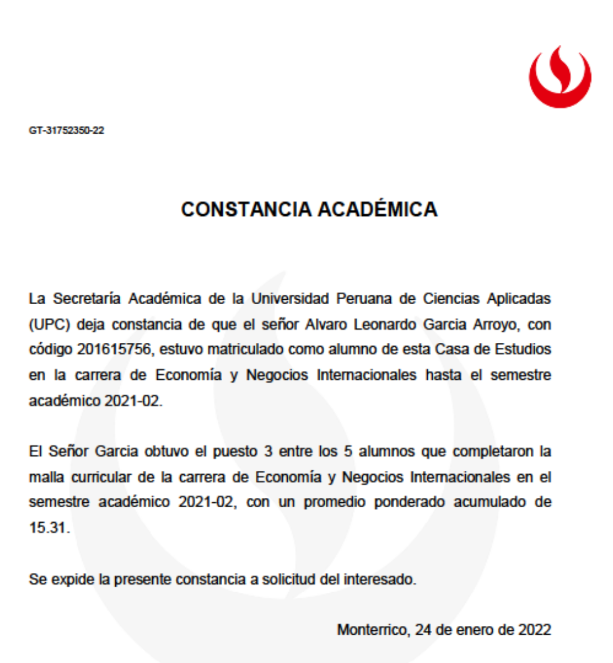 GT-31752350-22
CONSTANCIA ACADÉMICA
La Secretaría Académica de la Universidad Peruana de Ciencias Aplicadas
(UPC) deja constancia de que el señor Alvaro Leonardo Garcia Arroyo, con
código 201615756, estuvo matriculado como alumno de esta Casa de Estudios
en la carrera de Economía y Negocios Internacionales hasta el semestre
académico 2021-02.
El Señor Garcia obtuvo el puesto 3 entre los 5 alumnos que completaron la
malla curricular de la carrera de Economía y Negocios Internacionales en el
semestre académico 2021-02, con un promedio ponderado acumulado de
15.31.
Se expide la presente constancia a solicitud del interesado.
Monterrico, 24 de enero de 2022